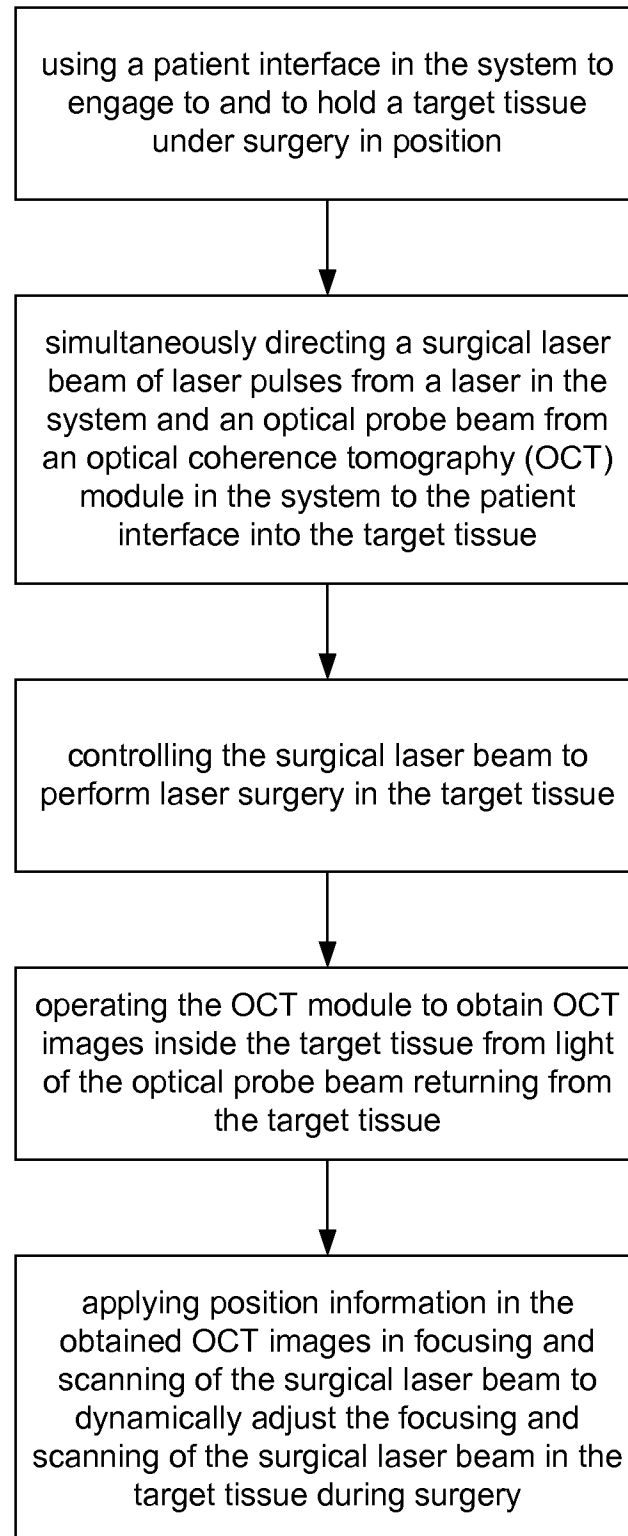 using a patient interface in the system to
engage to and to hold a target tissue
under surgery in position
simultaneously directing a surgical laser
beam of laser pulses from a laser in the
system and an optical probe beam from
an optical coherence tomography (OCT)
module in the system to the patient
interface into the target tissue
controlling the surgical laser beam to
perform laser surgery in the target tissue
operating the OCT module to obtain OCT
images inside the target tissue from light
of the optical probe beam returning from
the target tissue
applying position information in the
obtained OCT images in focusing and
scanning of the surgical laser beam to
dynamically adjust the focusing and
scanning of the surgical laser beam in the
target tissue during surgery